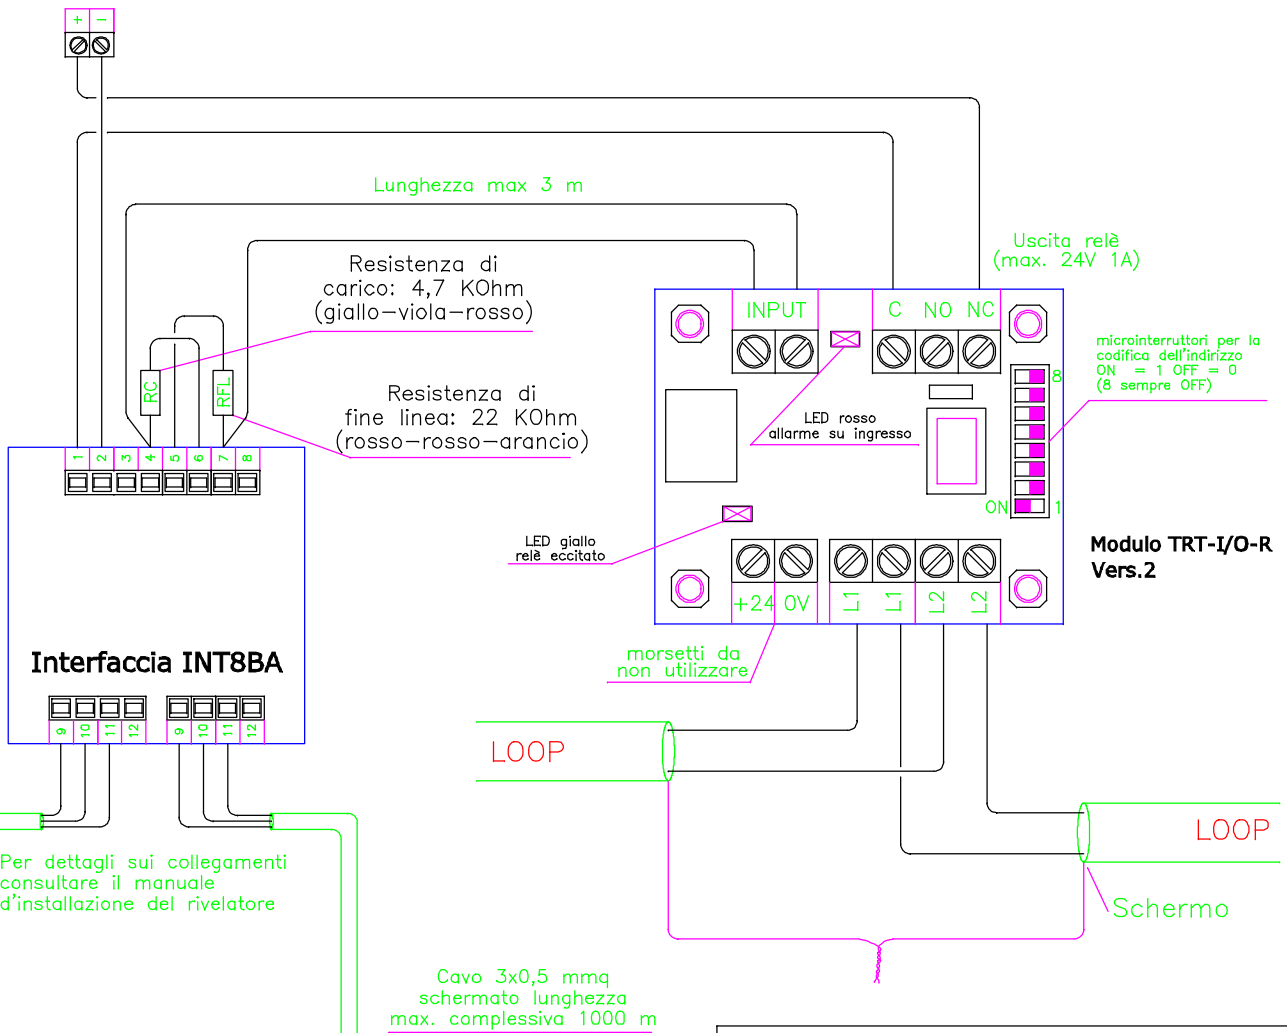 + −
Lunghezza max 3 m
Resistenza di
carico: 4,7 KOhm
(giallo−viola−rosso)
Uscita relè
(max. 24V 1A)
INPUT
C NO NC
microinterruttori per la
codifica dell'indirizzo
ON = 1 OFF = 0
(8 sempre OFF)
8
RC
RFL
Resistenza di
fine linea: 22 KOhm
(rosso−rosso−arancio)
LED rosso
allarme su ingresso
1 2 3 4 5 6 7 8
ON
1
LED giallo
relè eccitato
Modulo TRT-I/O-R
Vers.2
+24 0V L1 L1 L2 L2
Interfaccia INT8BA
morsetti da
non utilizzare
9 10 11 12 9 10 11 12
LOOP
LOOP
Per dettagli sui collegamenti
consultare il manuale
d'installazione del rivelatore
Schermo
Cavo 3x0,5 mmq
schermato lunghezza
max. complessiva 1000 m